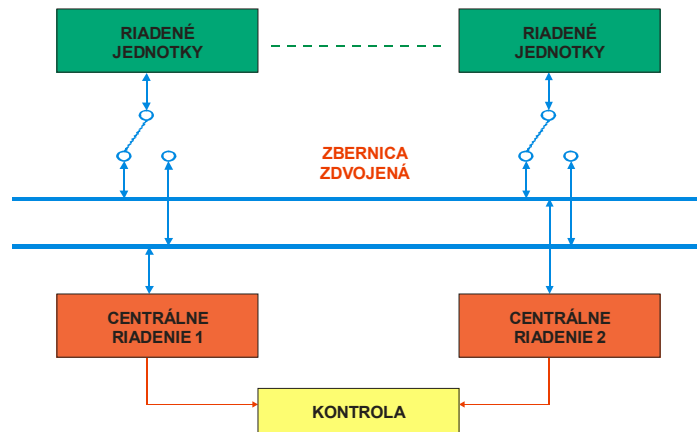 RIADENÉ
JEDNOTKY
RIADENÉ
JEDNOTKY
ZBERNICA
ZDVOJENÁ
CENTRÁLNE
RIADENIE 1
CENTRÁLNE
RIADENIE 2
KONTROLA